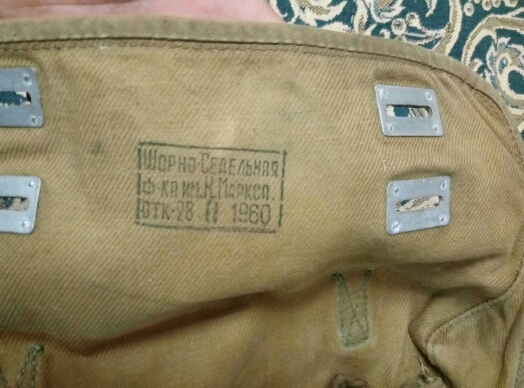 Шорно-Седельная
ф-ка им. К. Маркса.
ОТК-28 II 1960